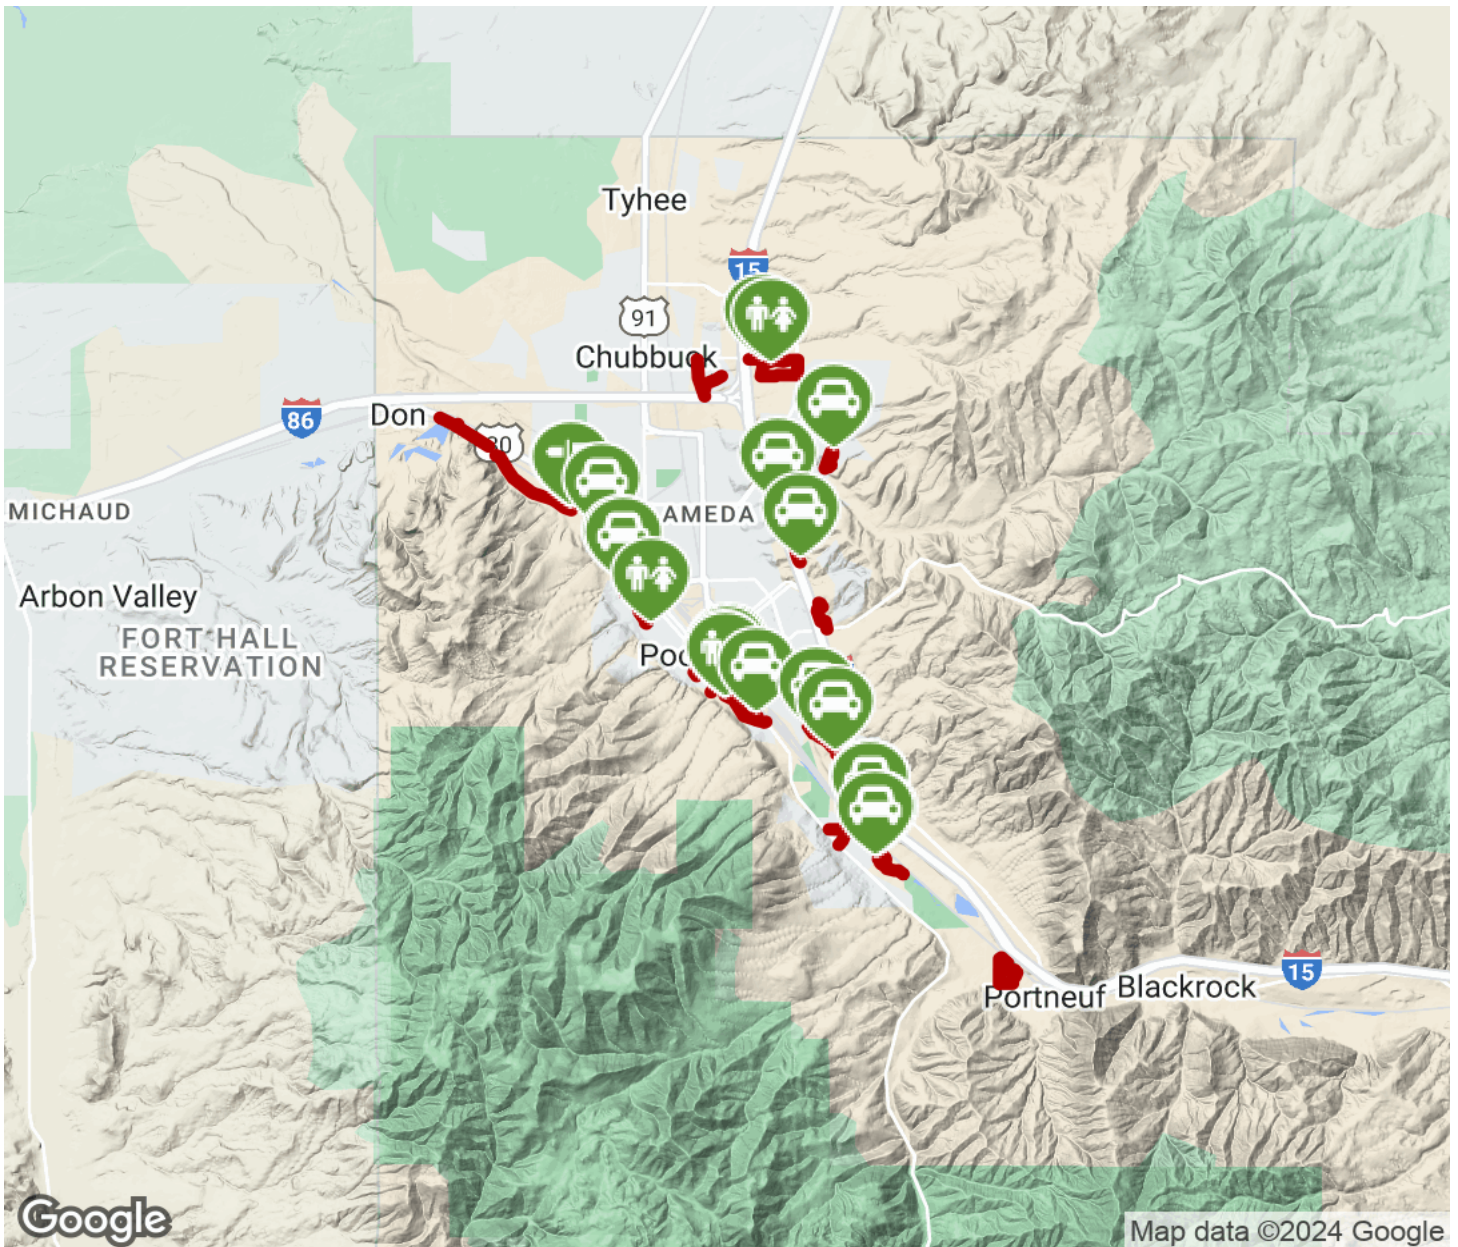 Tyhee
15
91
Chubbuck
86
Don
30
MICHAUD
AMEDA
Arbon Valley
FORT HALL
RESERVATION
Poc
15
Portneuf
Blackrock
Google
Map data ©2024 Google